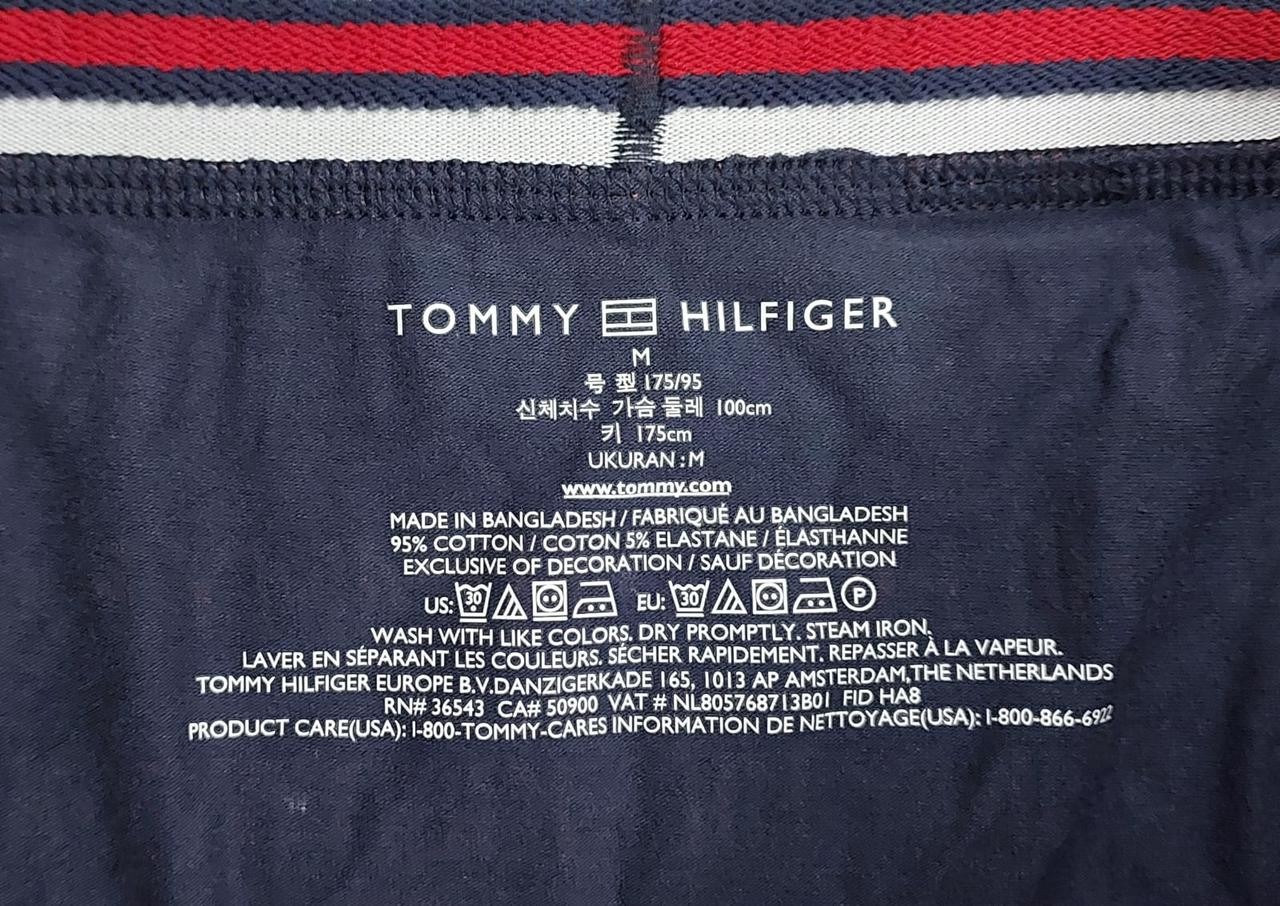 TOMMY HILFIGER
M
号 型 175/95
신체치수 가슴 둘레 100cm
키 175cm
UKURAN : M
www.tommy.com
MADE IN BANGLADESH / FABRIQUÉ AU BANGLADESH
95% COTTON / COTON 5% ELASTANE / ÉLASTHANNE
EXCLUSIVE OF DECORATION / SAUF DÉCORATION
US: 30 EU: 30 P
WASH WITH LIKE COLORS. DRY PROMPTLY. STEAM IRON.
LAVER EN SÉPARANT LES COULEURS. SÉCHER RAPIDEMENT. REPASSER À LA VAPEUR.
TOMMY HILFIGER EUROPE B.V.DANZIGERKADE 165, 1013 AP AMSTERDAM,THE NETHERLANDS
RN# 36543 CA# 50900 VAT # NL805768713B01 FID HA8
PRODUCT CARE(USA): 1-800-TOMMY-CARES INFORMATION DE NETTOYAGE(USA): 1-800-866-6922